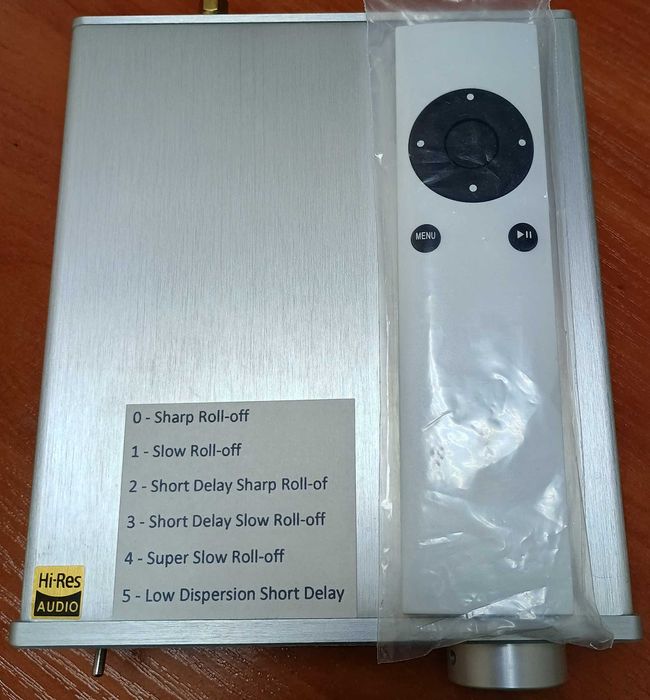 MENU
0 - Sharp Roll-off
1 - Slow Roll-off
2 - Short Delay Sharp Roll-of
3 - Short Delay Slow Roll-off
4 - Super Slow Roll-off
5 - Low Dispersion Short Delay
Hi-Res
AUDIO